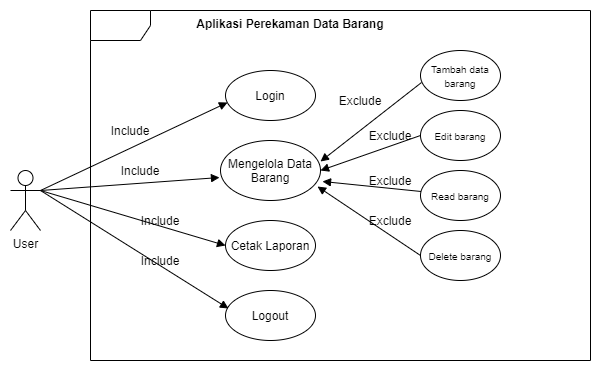 Aplikasi Perekaman Data Barang
Login
Tambah data
barang
Exclude
Include
Exclude
Edit barang
Mengelola Data
Barang
Include
Exclude
Read barang
Include
Exclude
User
Cetak Laporan
Delete barang
Include
Logout